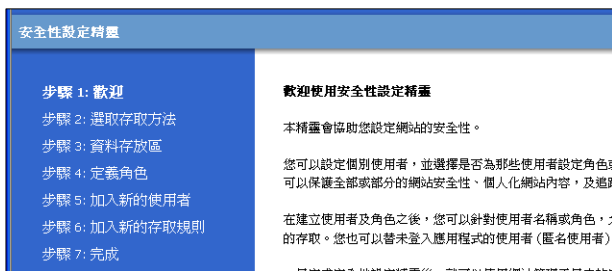 安全性設定精靈
步驟 1: 歡迎
步驟 2: 選取存取方法
步驟 3: 資料存放區
步驟 4: 定義角色
步驟 5: 加入新的使用者
步驟 6: 加入新的存取規則
步驟 7: 完成
歡迎使用安全性設定精靈
本精靈會協助您設定網站的安全性。
您可以設定個別使用者，並選擇是否為那些使用者設定角色或
可以保護全部或部分的網站安全性、個人化網站內容，及追蹤
在建立使用者及角色之後，您可以針對使用者名稱或角色，
的存取。您也可以替未登入應用程式的使用者 (匿名使用者)